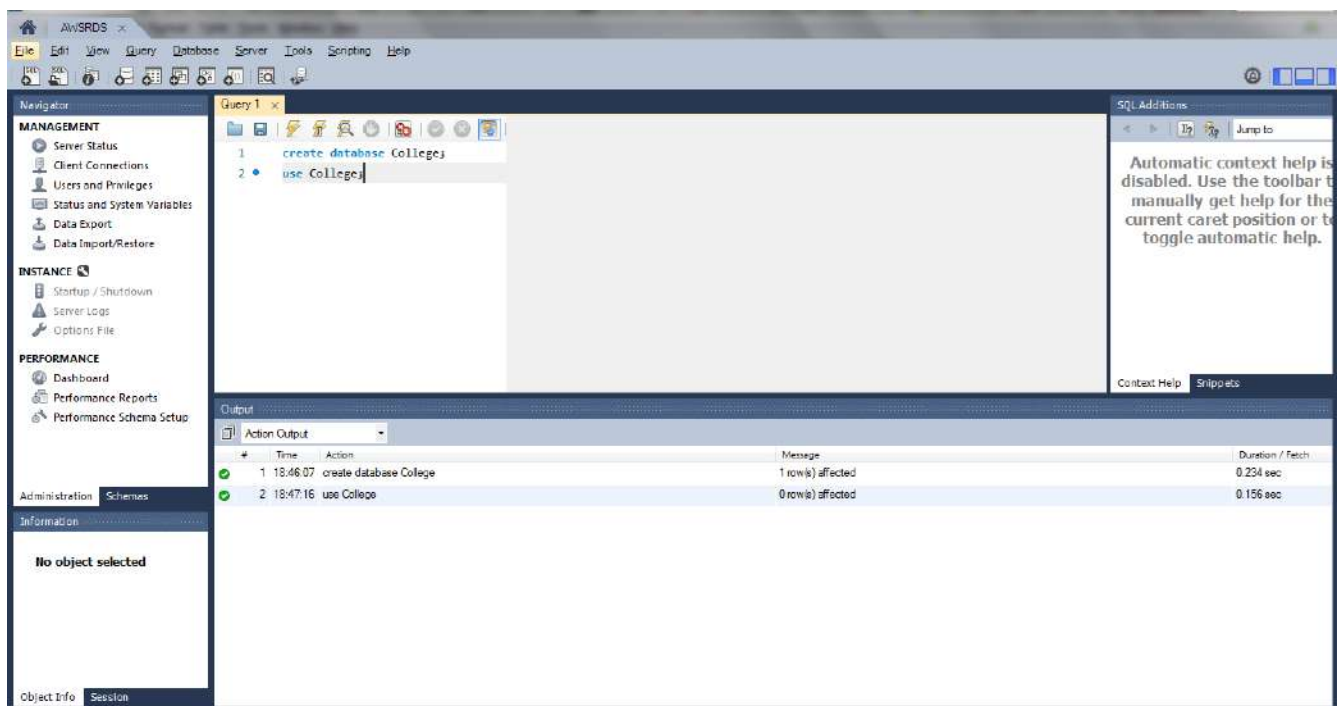 AWSRDS ×
File Edit View Query Database Server Tools Scripting Help
Navigator
MANAGEMENT
Server Status
Client Connections
Users and Privileges
Status and System Variables
Data Export
Data Import/Restore
INSTANCE
Startup / Shutdown
Server Logs
Options File
PERFORMANCE
Dashboard
Performance Reports
Performance Schema Setup
Administration Schemas
Information
No object selected
Object Info Session
Query 1 ×
1 create database College;
2 use College;
SQL Additions
Jump to
Automatic context help is
disabled. Use the toolbar t
manually get help for the
current caret position or to
toggle automatic help.
Context Help Snippets
Output
Action Output
# Time Action Message Duration / Fetch
1 18:46:07 create database College 1 row(s) affected 0.234 sec
2 18:47:16 use College 0 row(s) affected 0.156 sec